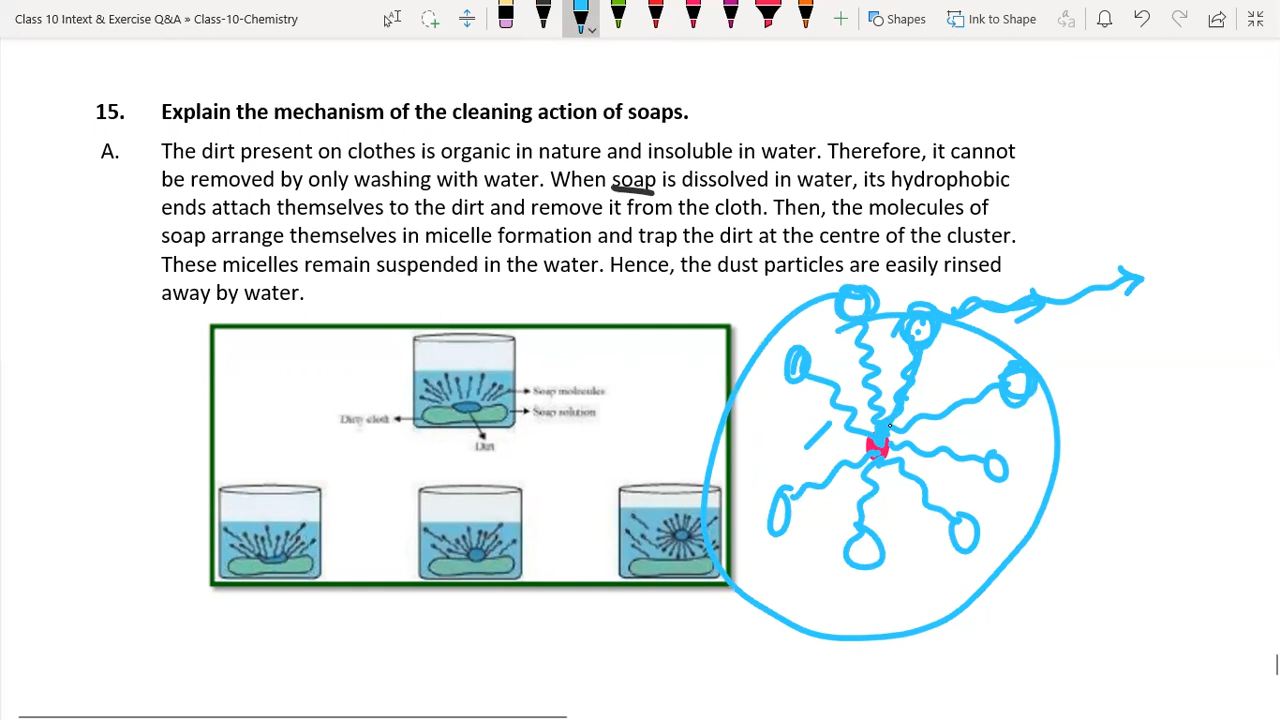 Class 10 Intext & Exercise Q&A » Class-10-Chemistry
Shapes
Ink to Shape
15. Explain the mechanism of the cleaning action of soaps.
A. The dirt present on clothes is organic in nature and insoluble in water. Therefore, it cannot
be removed by only washing with water. When soap is dissolved in water, its hydrophobic
ends attach themselves to the dirt and remove it from the cloth. Then, the molecules of
soap arrange themselves in micelle formation and trap the dirt at the centre of the cluster.
These micelles remain suspended in the water. Hence, the dust particles are easily rinsed
away by water.
Soap molecules
Soap solution
Dirty cloth
Dirt